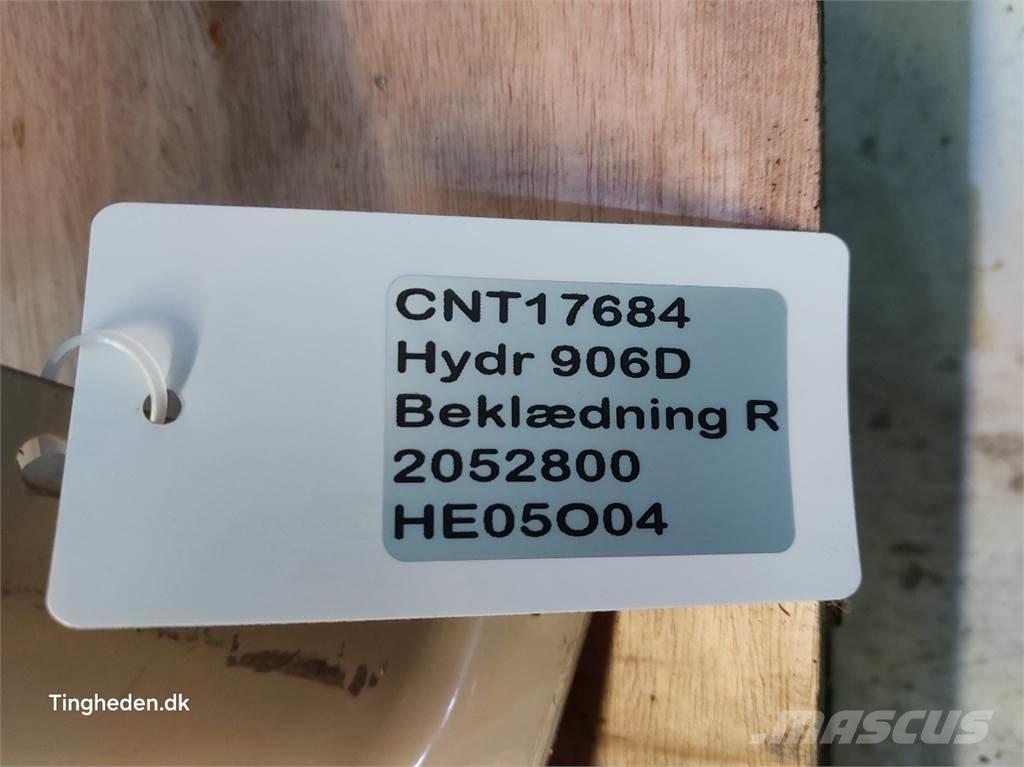 CNT17684
Hydr 906D
Beklædning R
2052800
HE05O04
Tingheden.dk
MASCUS